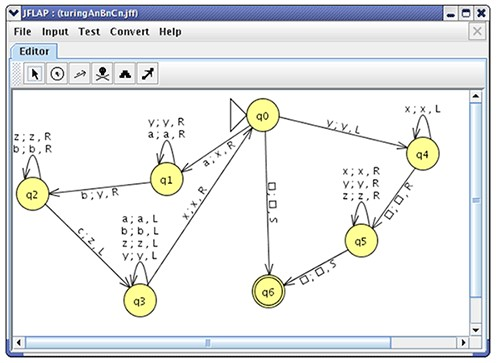 JFLAP : (turingAnBnCn.jff)
File Input Test Convert Help
Editor
q0
y ; y , L
x ; x , L
q4
y ; y , R
a ; a , R
z ; z , R
b ; b , R
a ; x , R
q1
q2
b ; y , R
x ; x , R
□ ; □ , S
x ; x , R
y ; y , R
z ; z , R
□ ; □ , R
q5
c ; z , L
a ; a , L
b ; b , L
z ; z , L
y ; y , L
q3
q6
□ ; □ , S